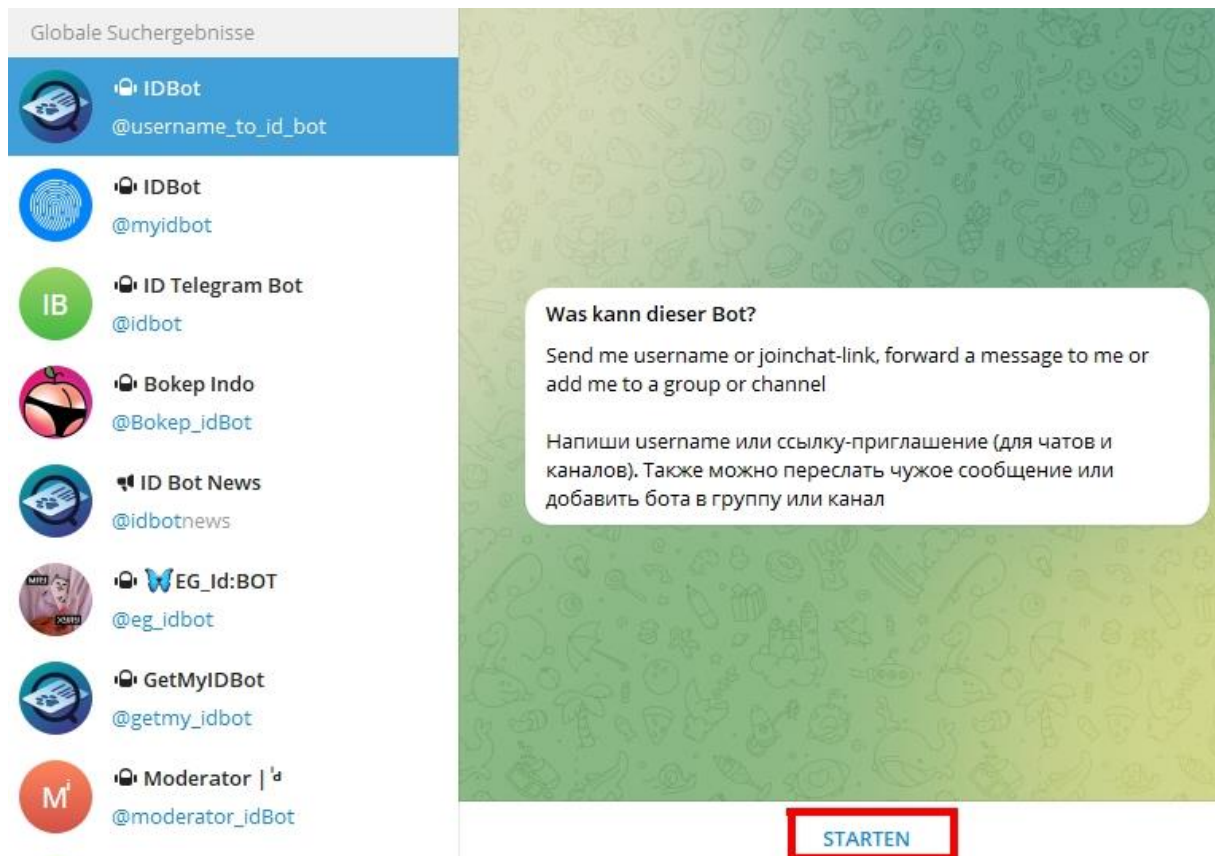 Globale Suchergebnisse
IDBot
@username_to_id_bot
IDBot
@myidbot
IB
ID Telegram Bot
@idbot
Bokep Indo
@Bokep_idBot
ID Bot News
@idbotnews
EG_Id:BOT
@eg_idbot
GetMyIDBot
@getmy_idbot
Mⁱ
Moderator |
@moderator_idBot
Was kann dieser Bot?
Send me username or joinchat-link, forward a message to me or
add me to a group or channel
Напиши username или ссылку-приглашение (для чатов и
каналов). Также можно переслать чужое сообщение или
добавить бота в группу или канал
STARTEN